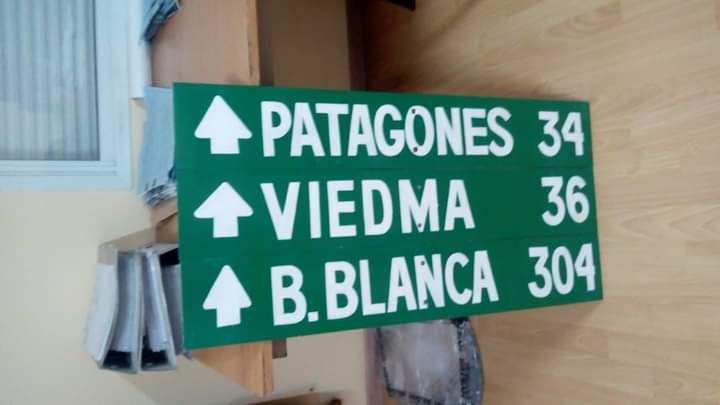 PATAGONES 34
VIEDMA 36
B. BLANCA 304